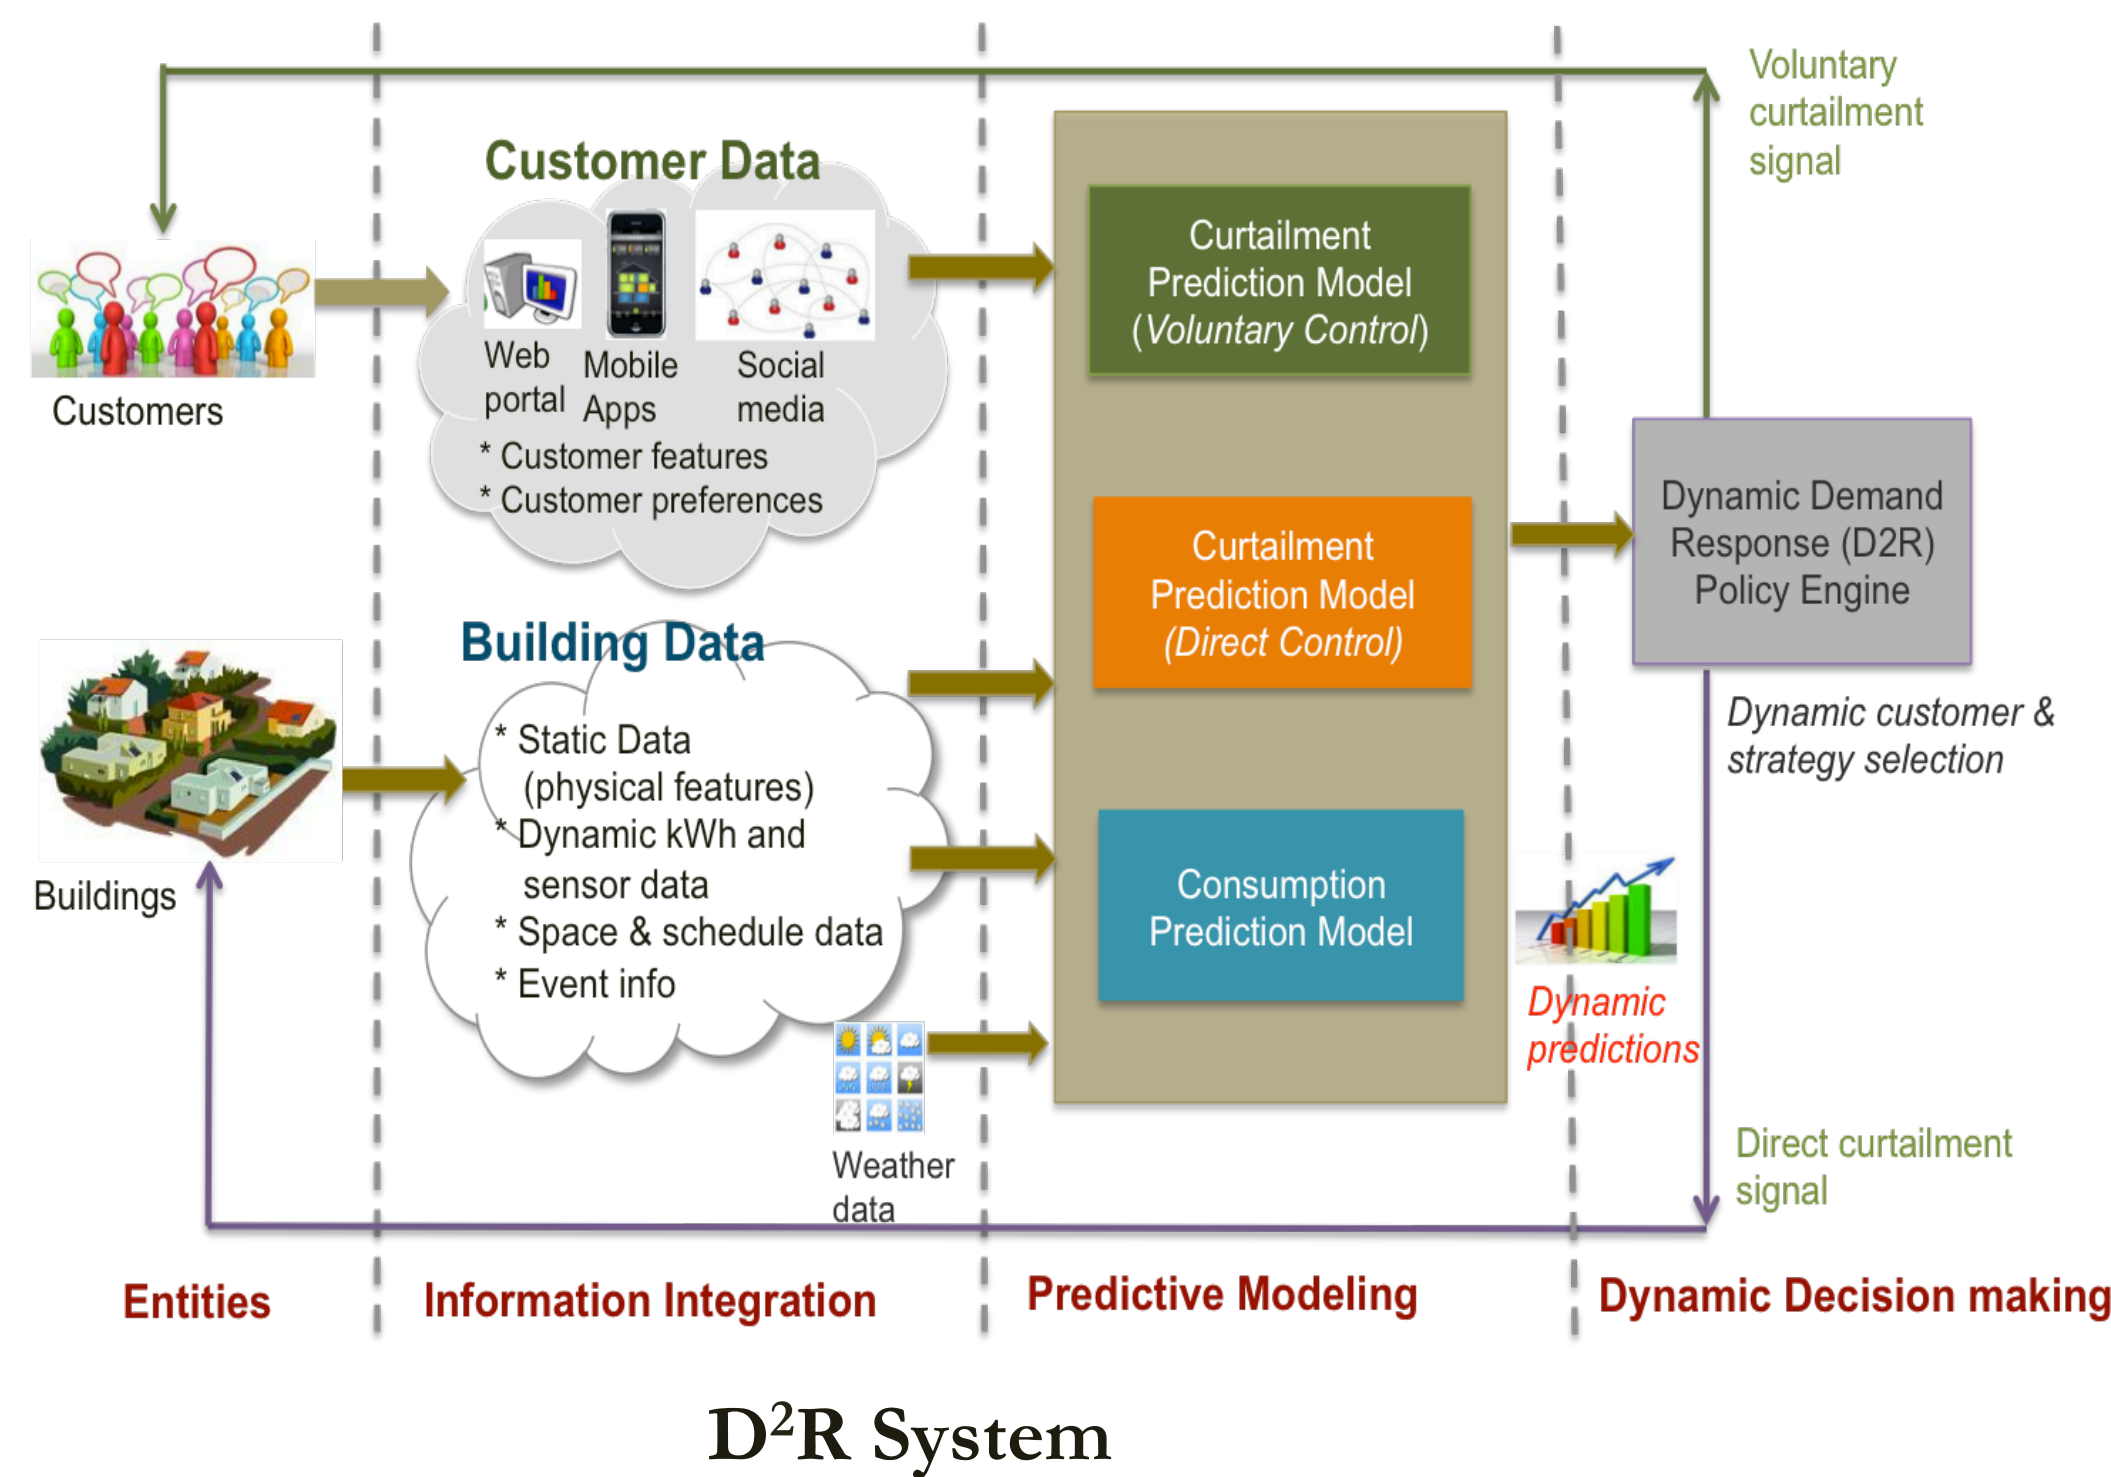 Voluntary
curtailment
signal
Customer Data
Web
portal
Mobile
Apps
Social
media
* Customer features
* Customer preferences
Customers
Curtailment
Prediction Model
(Voluntary Control)
Curtailment
Prediction Model
(Direct Control)
Consumption
Prediction Model
Dynamic Demand
Response (D2R)
Policy Engine
Dynamic customer &
strategy selection
Building Data
* Static Data
(physical features)
* Dynamic kWh and
sensor data
* Space & schedule data
* Event info
Buildings
Weather
data
Dynamic
predictions
Direct curtailment
signal
Entities
Information Integration
Predictive Modeling
Dynamic Decision making
D²R System